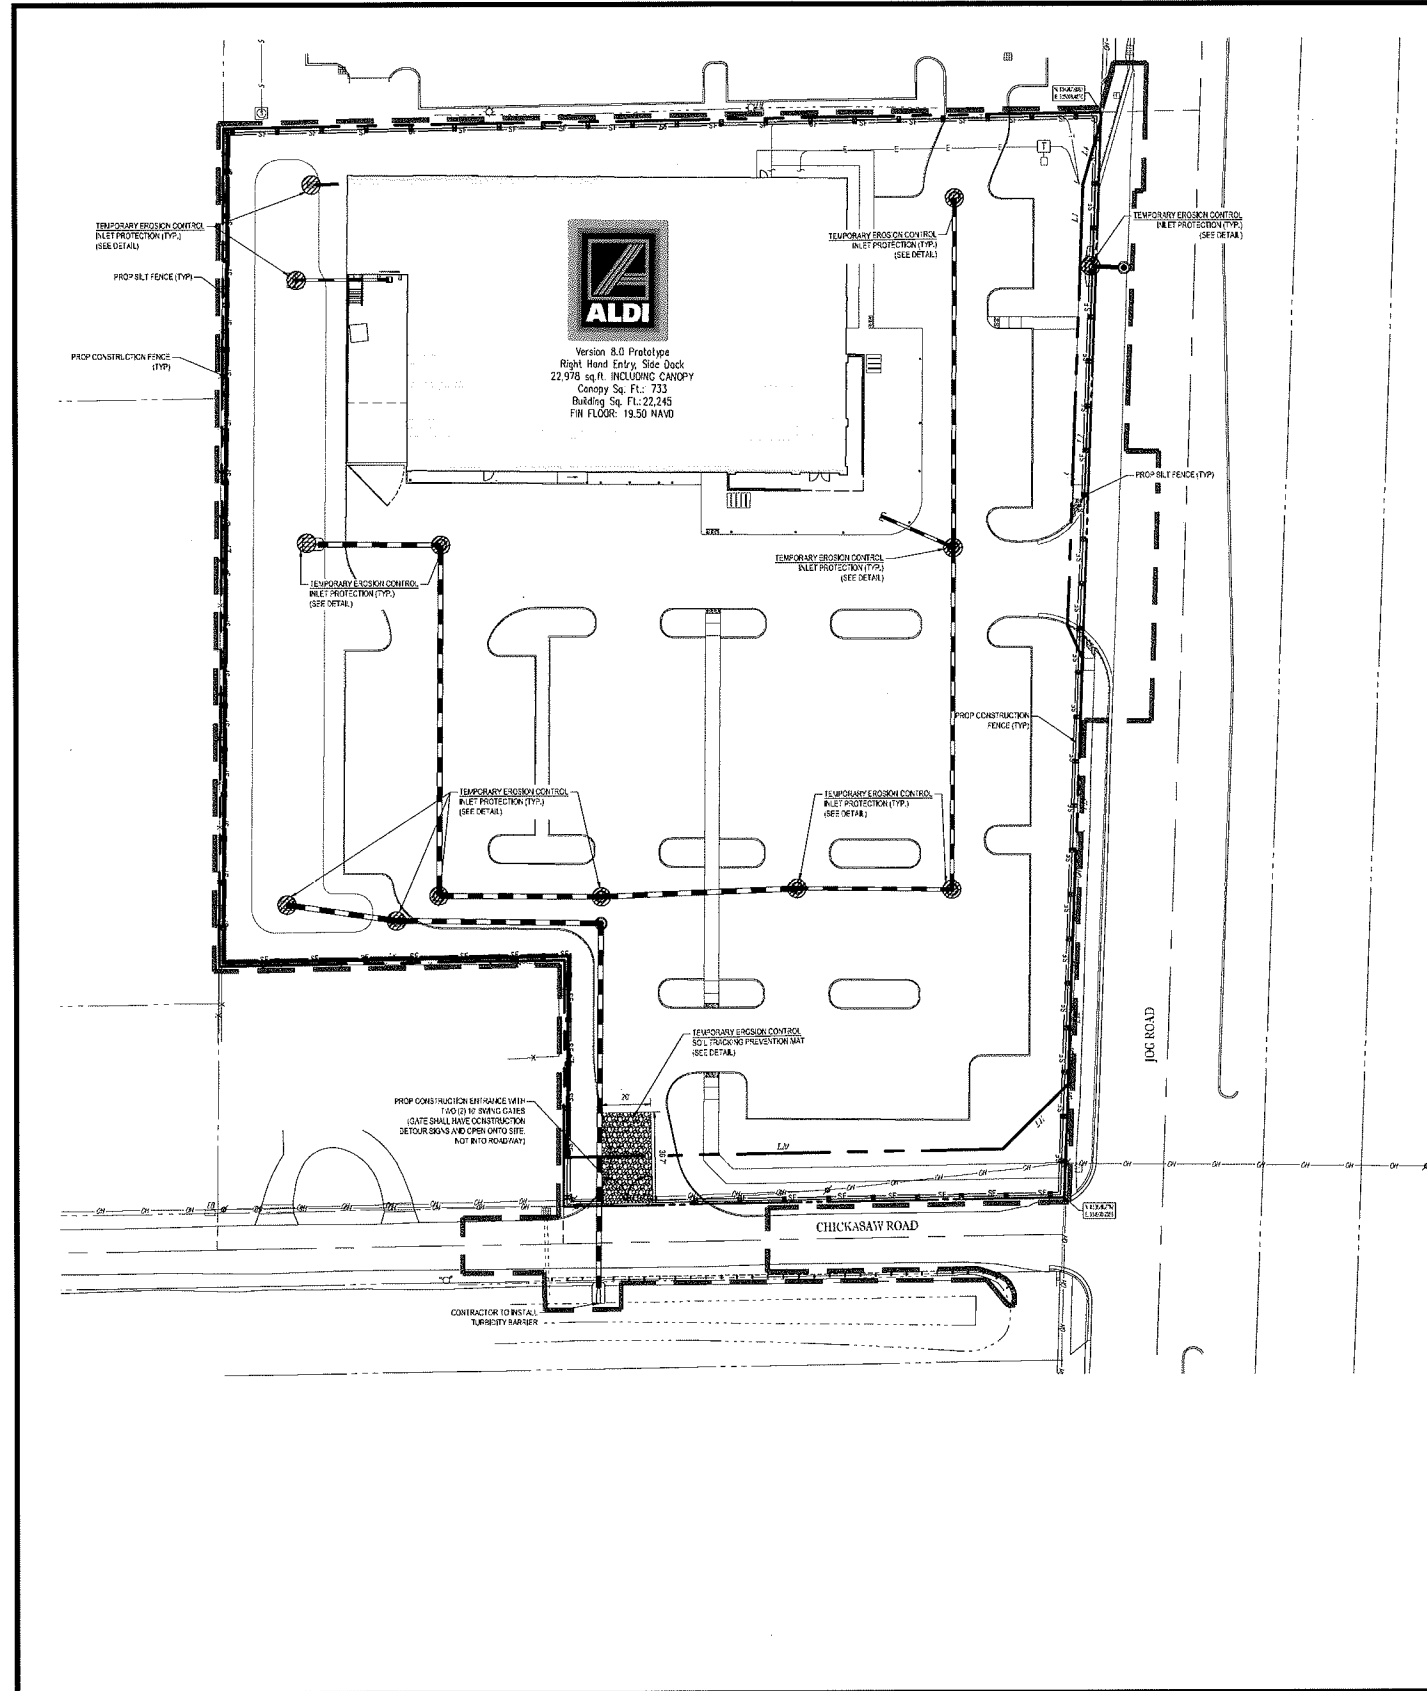 TEMPORARY EROSION CONTROL
INLET PROTECTION (TYP.)
(SEE DETAIL)
PROP SILT FENCE (TYP)
PROP CONSTRUCTION FENCE
(TYP)
ALDI
Version 8.0 Prototype
Right Hand Entry, Side Dock
22,978 sq.ft. INCLUDING CANOPY
Canopy Sq. Ft.: 733
Building Sq. Ft.: 22,245
FIN FLOOR: 19.50 NAVD
TEMPORARY EROSION CONTROL
INLET PROTECTION (TYP.)
(SEE DETAIL)
T
TEMPORARY EROSION CONTROL
INLET PROTECTION (TYP.)
(SEE DETAIL)
PROP SILT FENCE (TYP)
TEMPORARY EROSION CONTROL
INLET PROTECTION (TYP.)
(SEE DETAIL)
TEMPORARY EROSION CONTROL
INLET PROTECTION (TYP.)
(SEE DETAIL)
PROP CONSTRUCTION
FENCE (TYP)
TEMPORARY EROSION CONTROL
INLET PROTECTION (TYP.)
(SEE DETAIL)
TEMPORARY EROSION CONTROL
INLET PROTECTION (TYP.)
(SEE DETAIL)
TEMPORARY EROSION CONTROL
SOIL TRACKING PREVENTION MAT
(SEE DETAIL)
JOG ROAD
PROP CONSTRUCTION ENTRANCE WITH
TWO (2) 10' SWING GATES
(GATE SHALL HAVE CONSTRUCTION
DETOUR SIGNS AND OPEN ONTO SITE,
NOT INTO ROADWAY)
CHICKASAW ROAD
CONTRACTOR TO INSTALL
TURBIDITY BARRIER